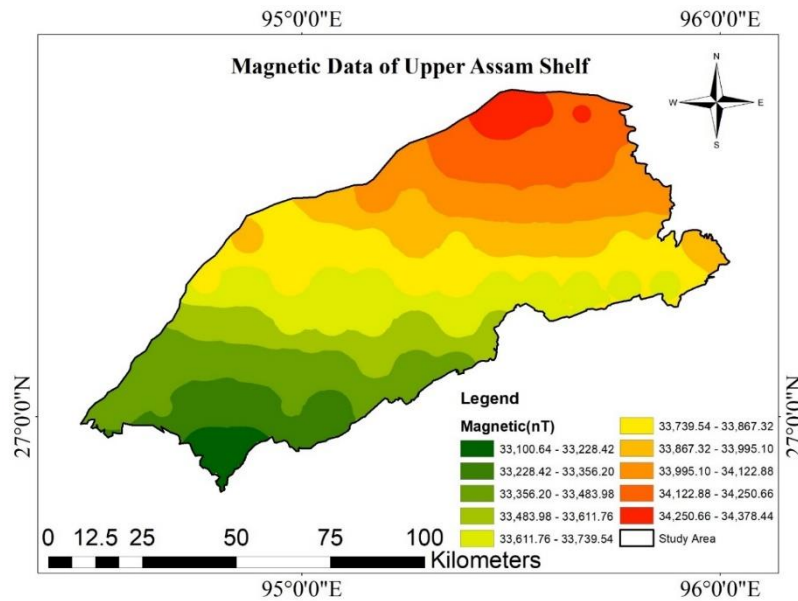 95°0'0"E
96°0'0"E
Magnetic Data of Upper Assam Shelf
N
W
E
S
27°0'0"N
27°0'0"N
Legend
Magnetic(nT)
33,100.64 - 33,228.42
33,228.42 - 33,356.20
33,356.20 - 33,483.98
33,483.98 - 33,611.76
33,611.76 - 33,739.54
33,739.54 - 33,867.32
33,867.32 - 33,995.10
33,995.10 - 34,122.88
34,122.88 - 34,250.66
34,250.66 - 34,378.44
Study Area
0 12.5 25 50 75 100
Kilometers
95°0'0"E
96°0'0"E